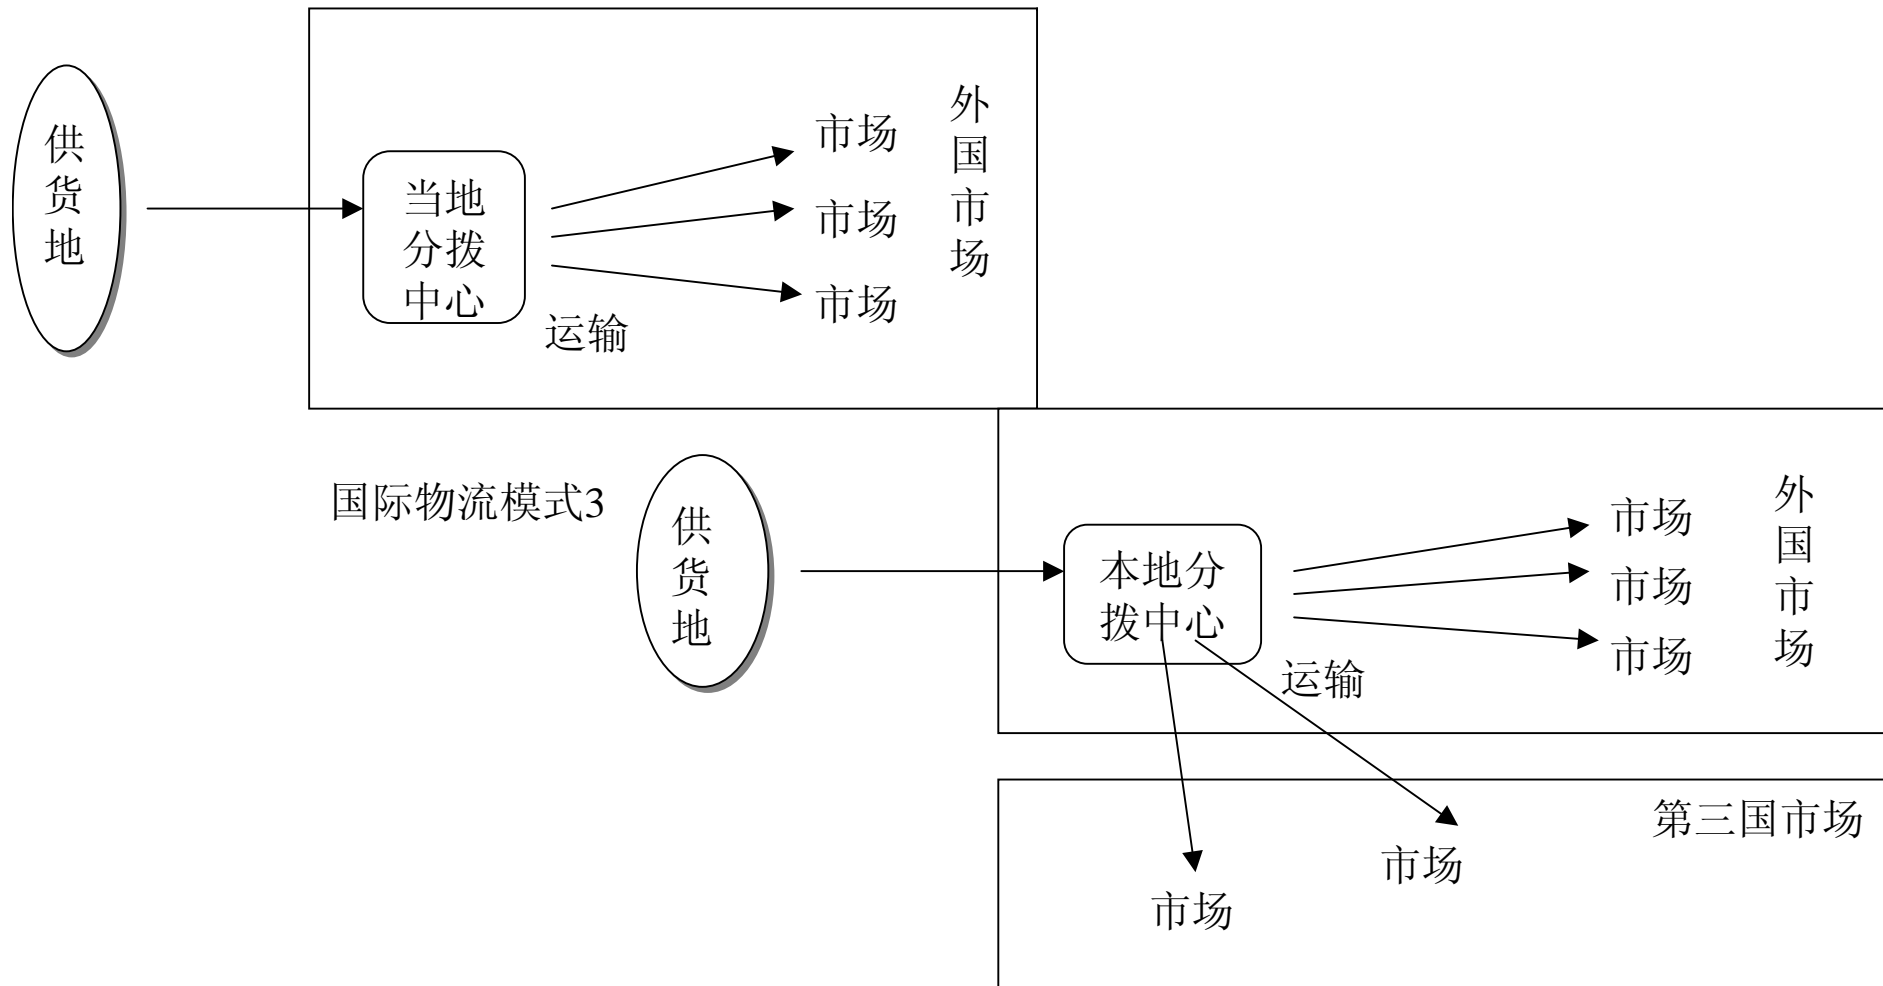 供货地
当地
分拨
中心
运输
市场
市场
市场
外国市场
国际物流模式3
供货地
本地分
拨中心
运输
市场
市场
市场
外国市场
第三国市场
市场
市场